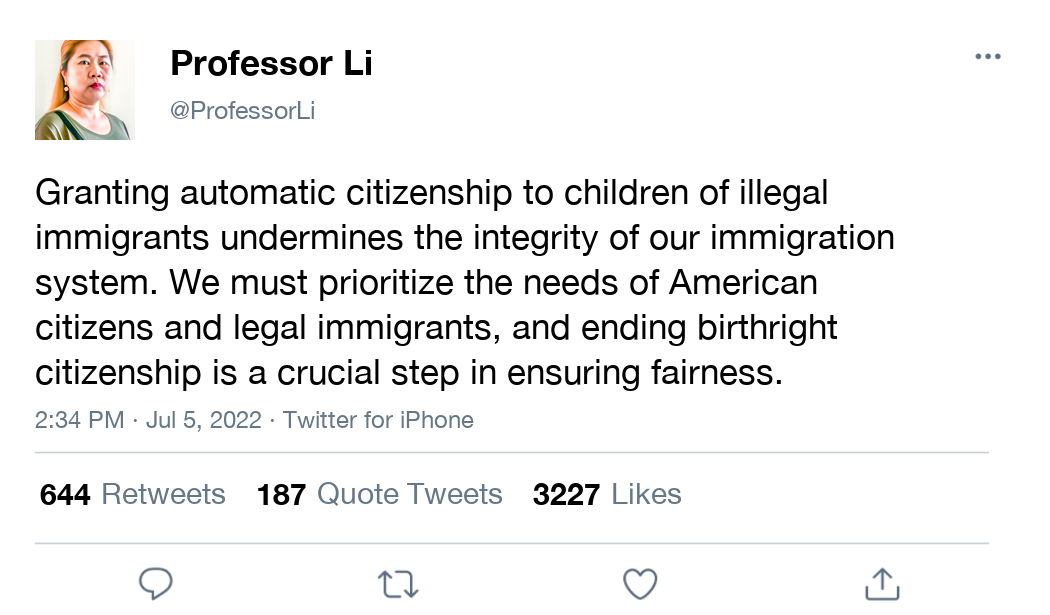 Professor Li
@ProfessorLi
Granting automatic citizenship to children of illegal
immigrants undermines the integrity of our immigration
system. We must prioritize the needs of American
citizens and legal immigrants, and ending birthright
citizenship is a crucial step in ensuring fairness.
2:34 PM · Jul 5, 2022 · Twitter for iPhone
644 Retweets 187 Quote Tweets 3227 Likes